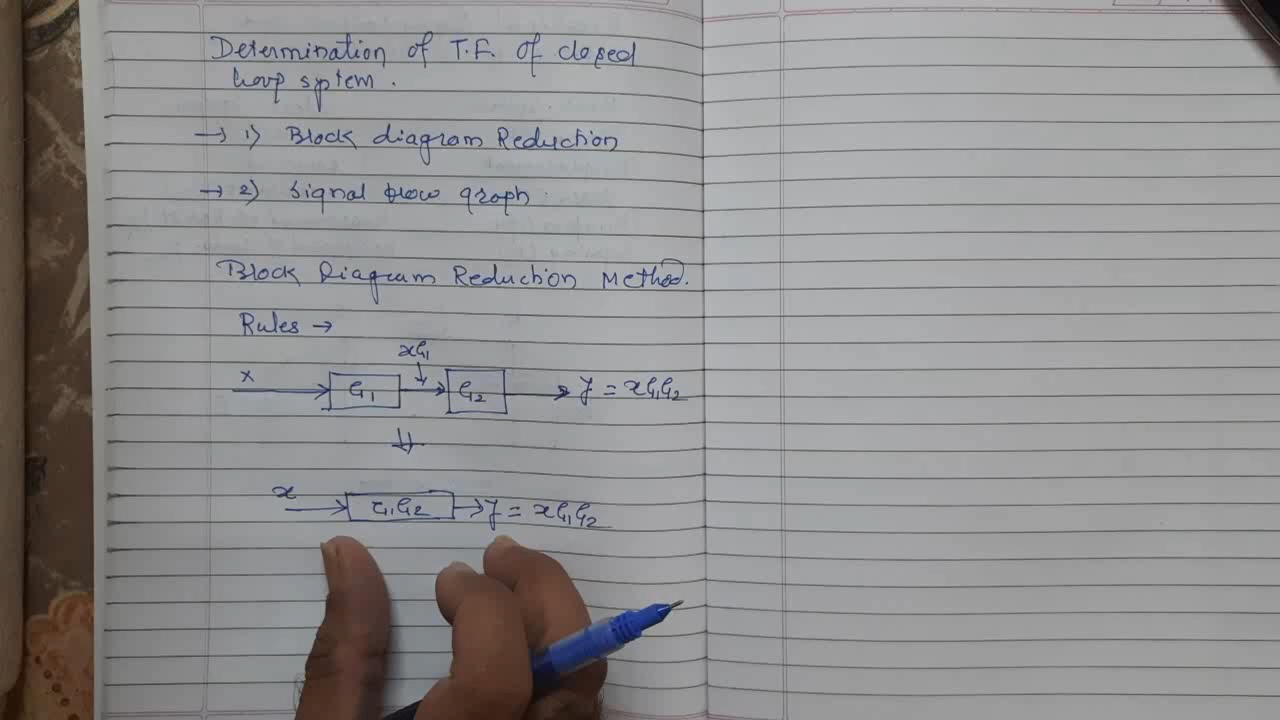 Determination of T.F. of closed
loop system.
→ 1) Block diagram Reduction
→ 2) Signal flow graph
Block Diagram Reduction Method.
Rules →
xG₁
x G₁ G₂ y = xG₁G₂
x G₁G₂ y = xG₁G₂